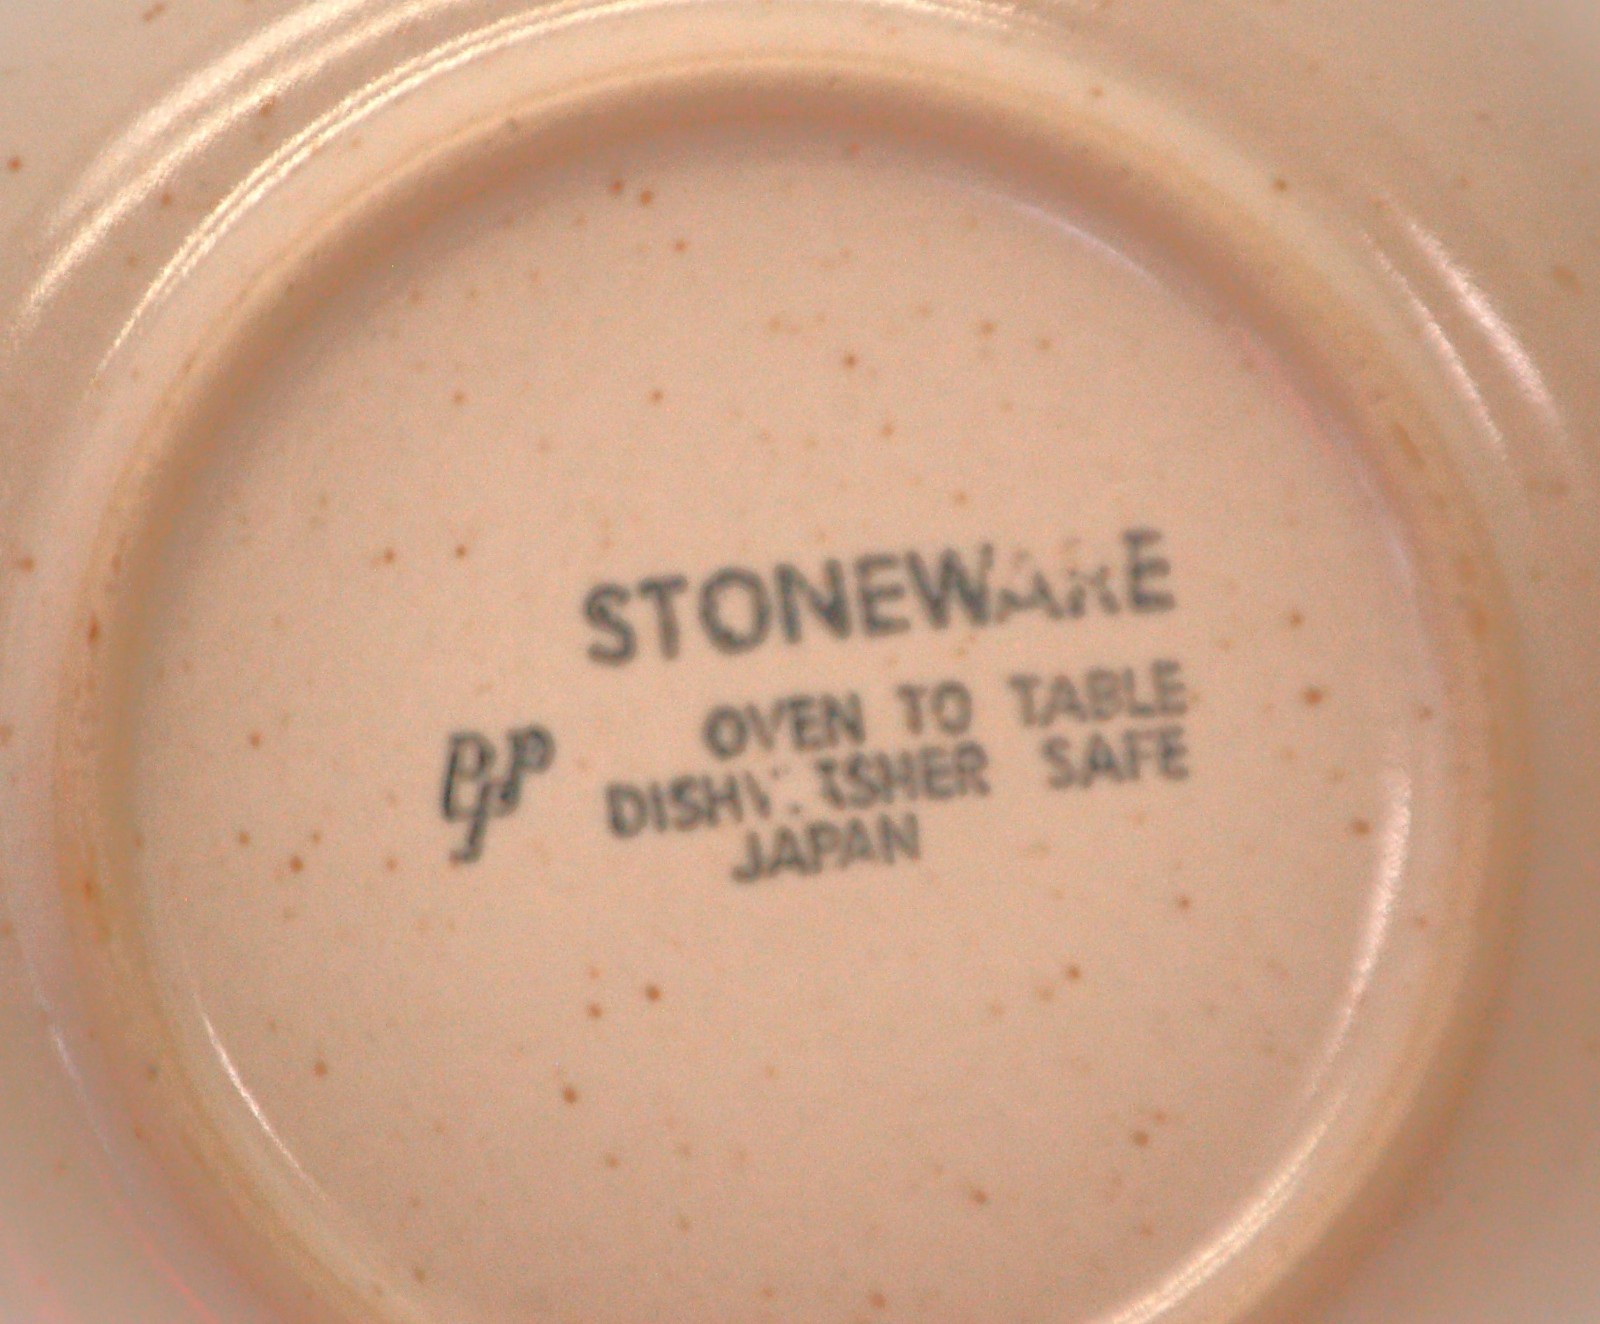 STONEWARE
OVEN TO TABLE
DISHWASHER SAFE
JAPAN